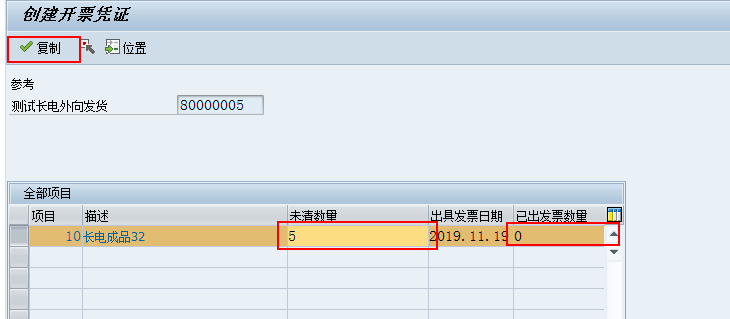 创建开票凭证
复制 位置
参考
测试长电外向发货 80000005
全部项目
项目 描述 未清数量 出具发票日期 已出发票数量
10 长电成品32 5 2019.11.19 0